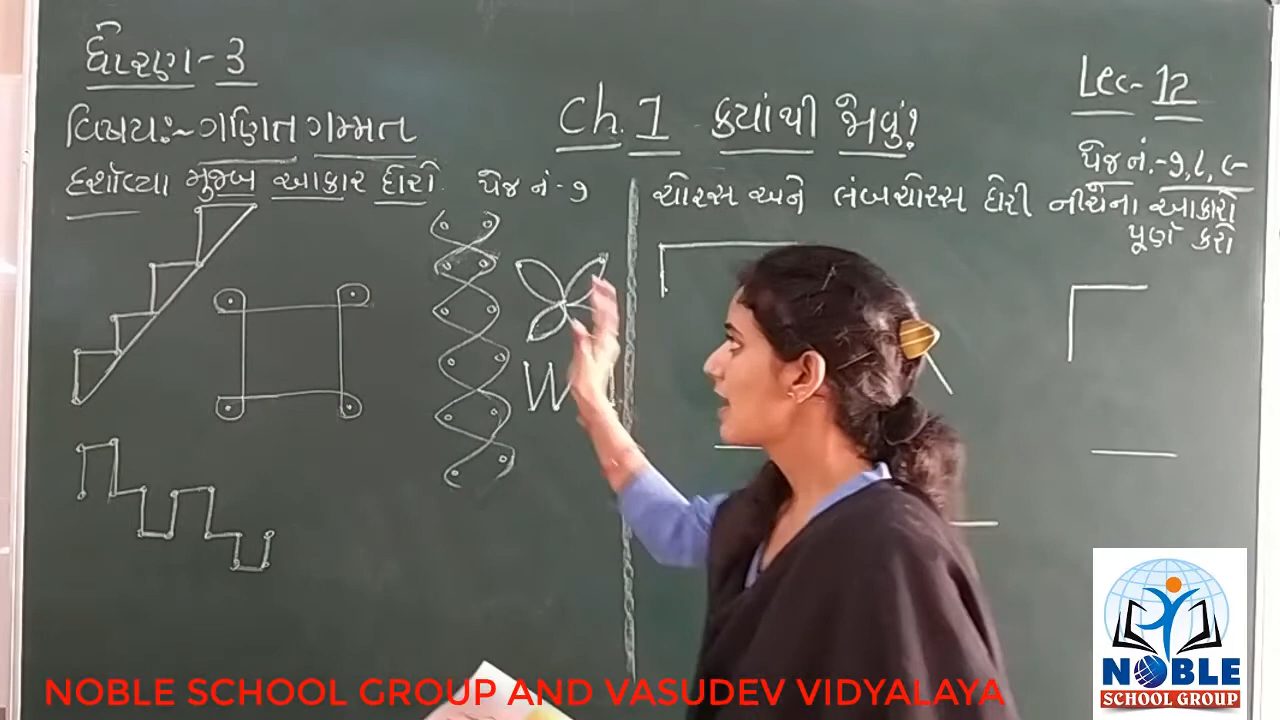 ધોરણ - 3
વિષય :- ગણિત ગમ્મત
Ch. 1 કયાંથી જોવું?
Lec - 12
પેજ નં. - ૭, ૮, ૯
દર્શાવ્યા મુજબ આકાર દોરો.
પેજ નં - ૭
ચોરસ અને લંબચોરસ દોરી નીચેના આકારો
પૂર્ણ કરો
W
NOBLE
SCHOOL GROUP
NOBLE SCHOOL GROUP AND VASUDEV VIDYALAYA